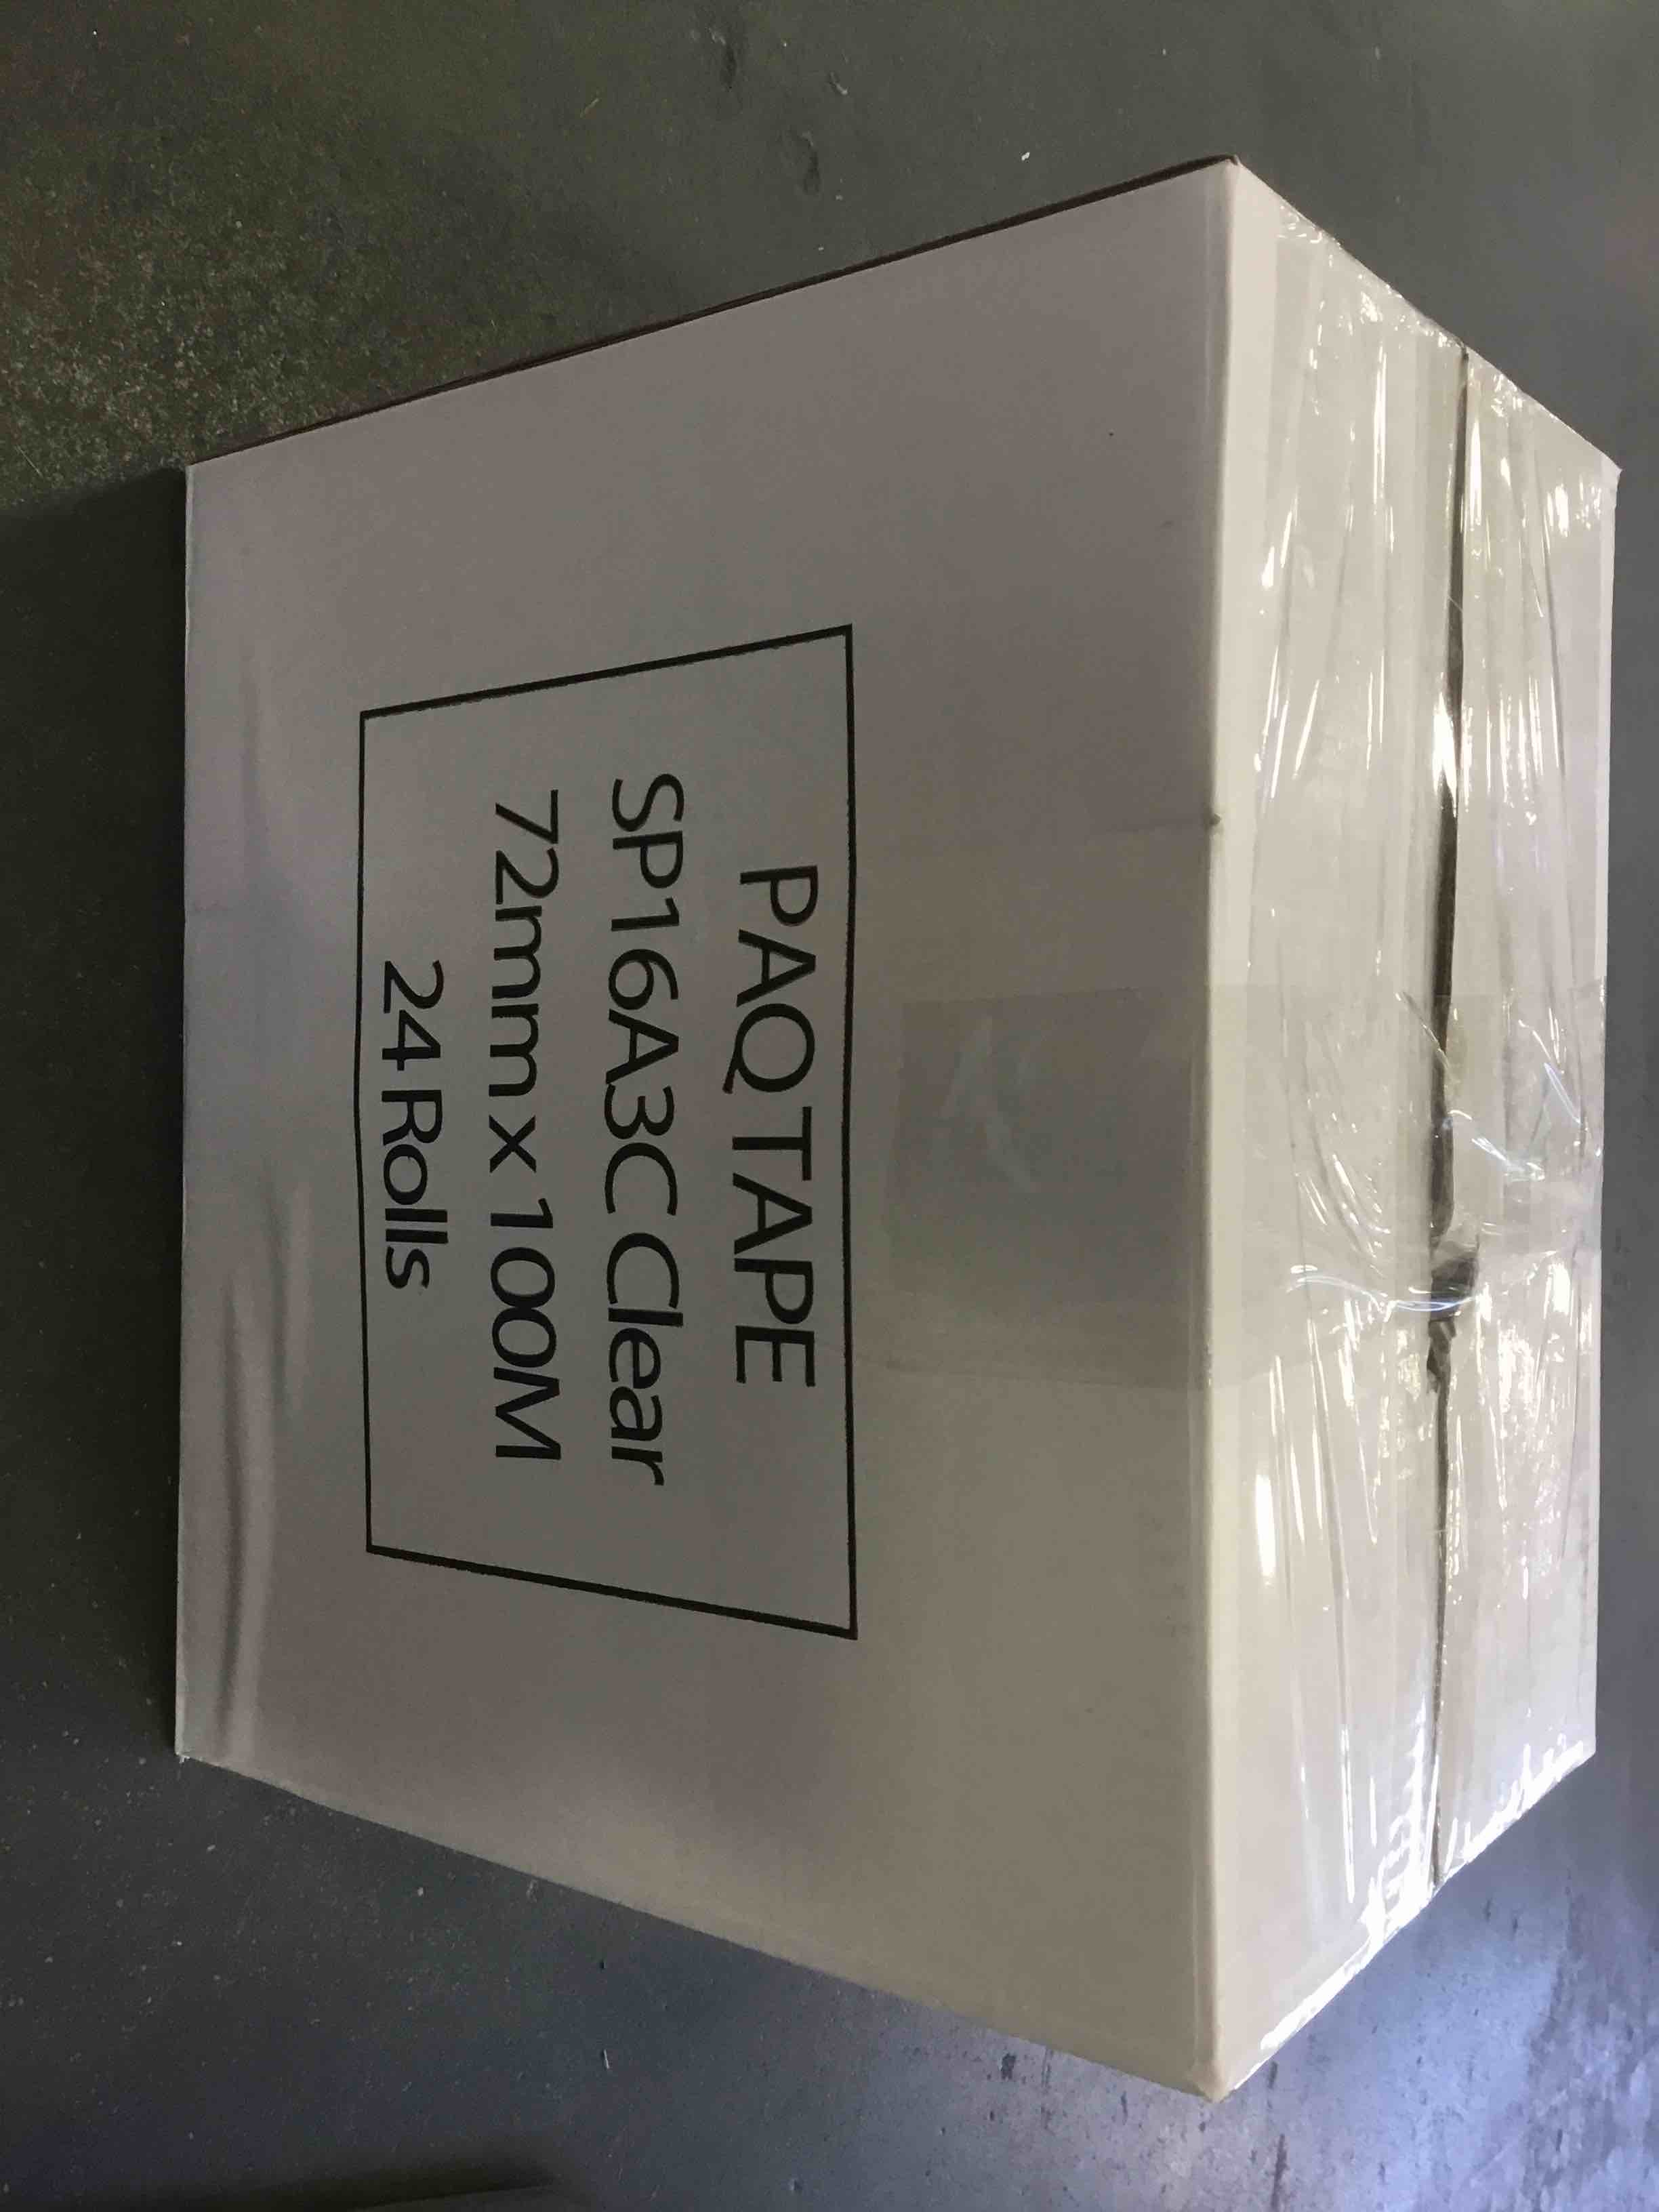 PAQ TAPE
SP16A3C Clear
72mm x 100M
24 Rolls